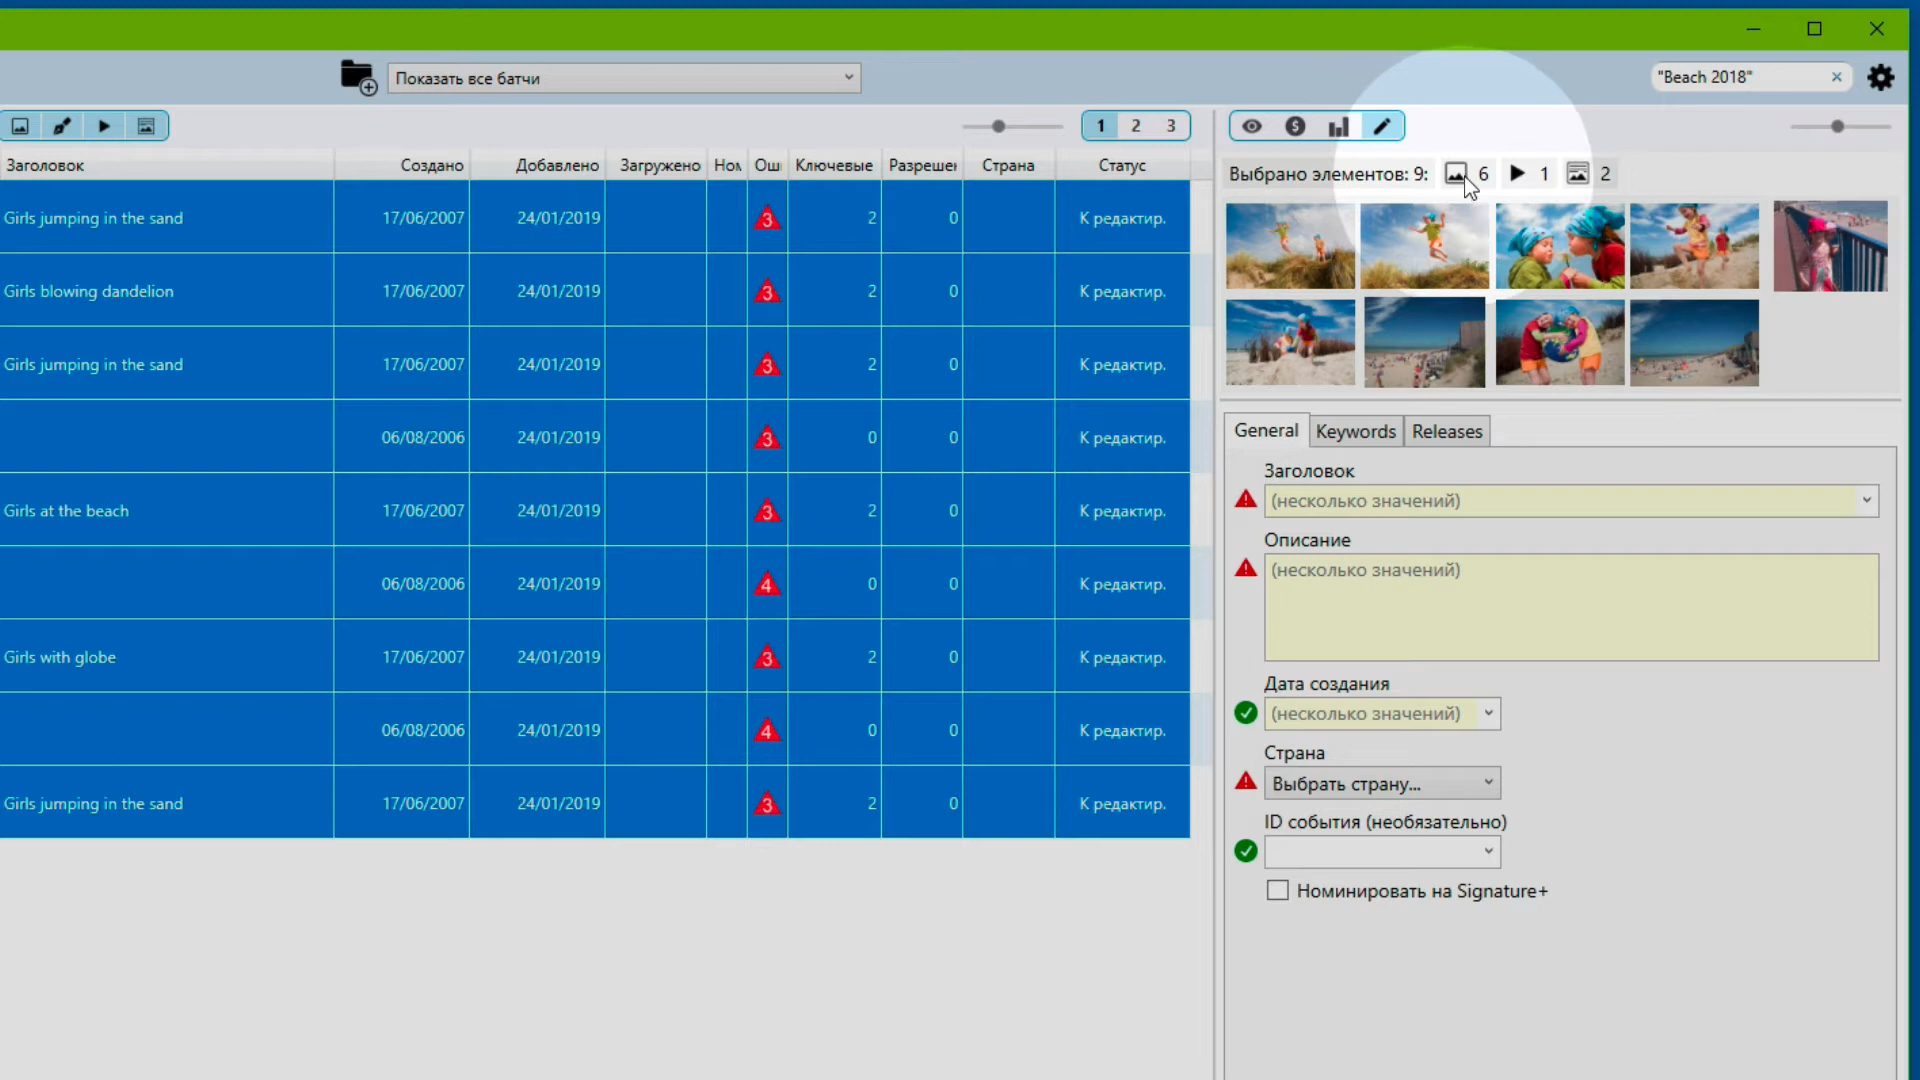 Показать все батчи
"Beach 2018"
1 2 3
Заголовок Создано Добавлено Загружено Ном Оши Ключевые Разрешен Страна Статус
Girls jumping in the sand 17/06/2007 24/01/2019 3 2 0 К редактир.
Girls blowing dandelion 17/06/2007 24/01/2019 3 2 0 К редактир.
Girls jumping in the sand 17/06/2007 24/01/2019 3 2 0 К редактир.
06/08/2006 24/01/2019 3 0 0 К редактир.
Girls at the beach 17/06/2007 24/01/2019 3 2 0 К редактир.
06/08/2006 24/01/2019 4 0 0 К редактир.
Girls with globe 17/06/2007 24/01/2019 3 2 0 К редактир.
06/08/2006 24/01/2019 4 0 0 К редактир.
Girls jumping in the sand 17/06/2007 24/01/2019 3 2 0 К редактир.
Выбрано элементов: 9: 6 1 2
General Keywords Releases
Заголовок
(несколько значений)
Описание
(несколько значений)
Дата создания
(несколько значений)
Страна
Выбрать страну...
ID события (необязательно)
Номинировать на Signature+